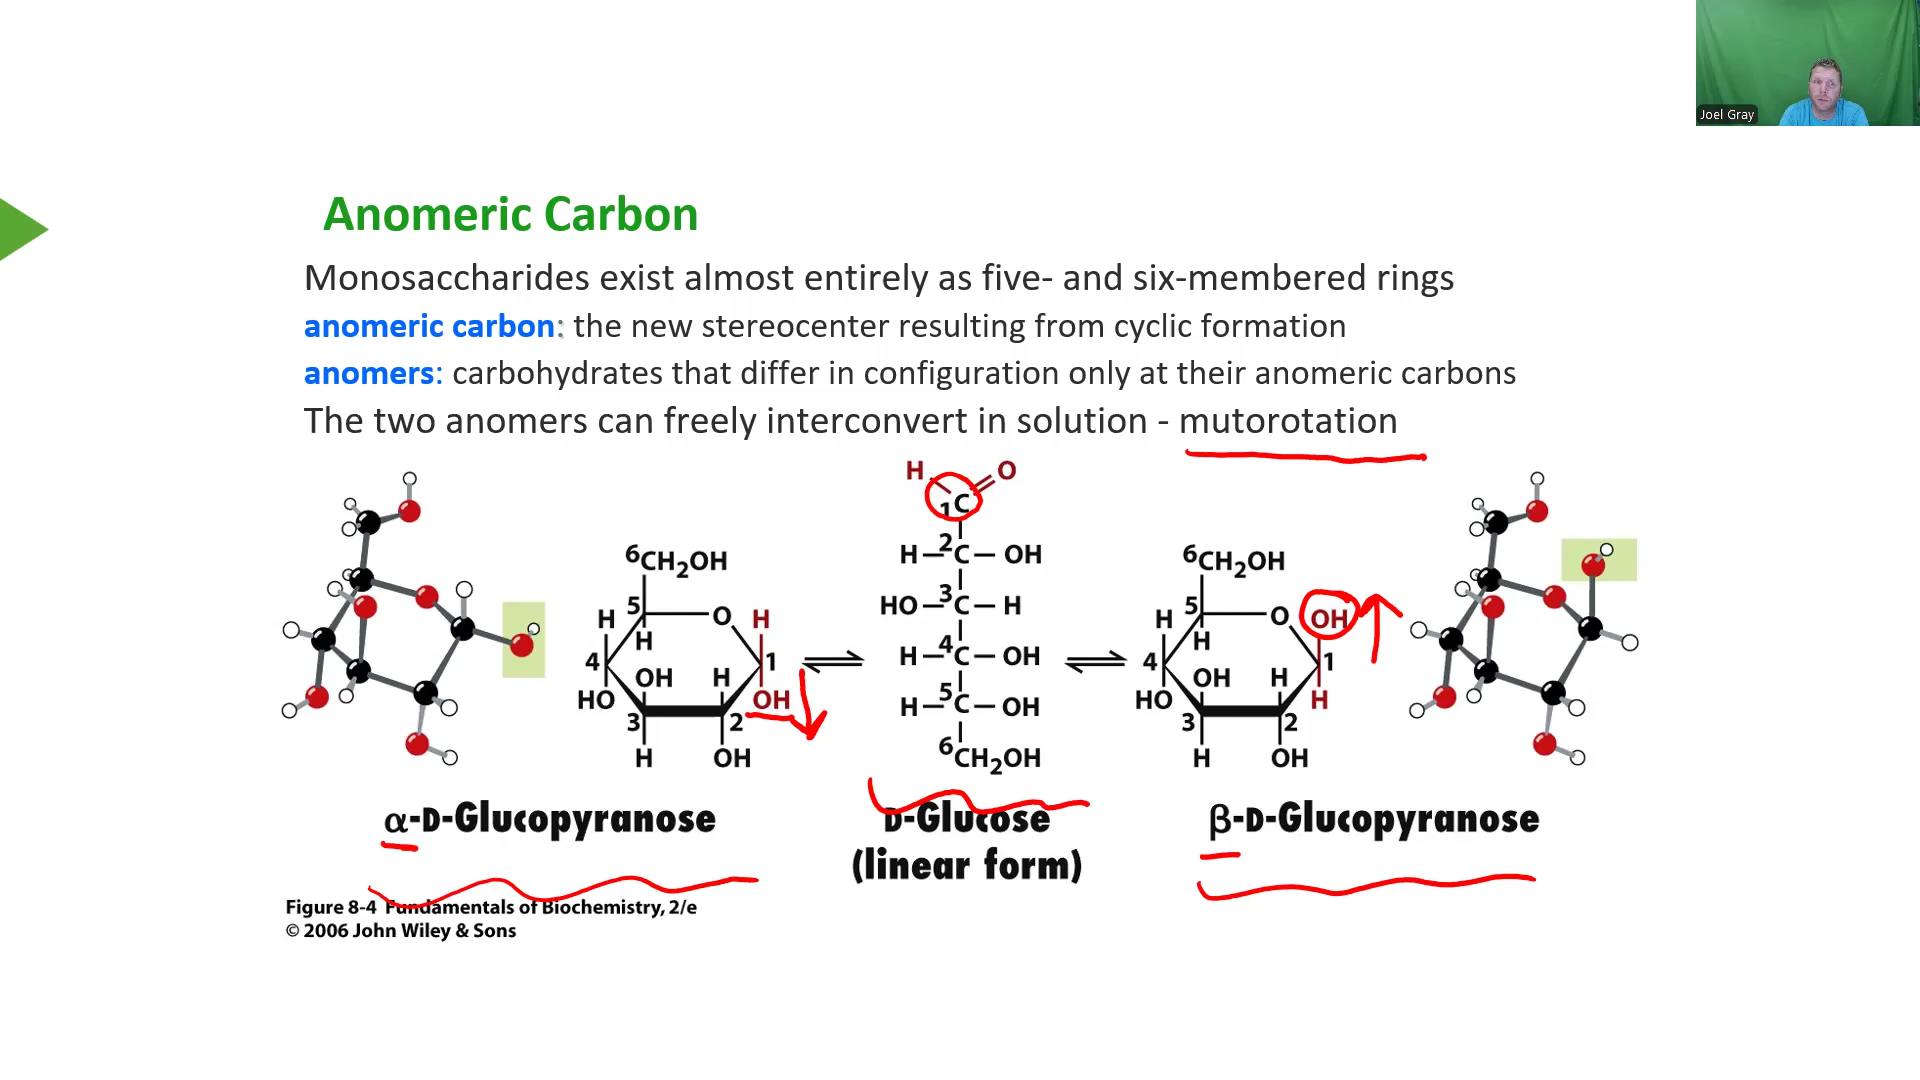 Joel Gray
Anomeric Carbon
Monosaccharides exist almost entirely as five- and six-membered rings
anomeric carbon: the new stereocenter resulting from cyclic formation
anomers: carbohydrates that differ in configuration only at their anomeric carbons
The two anomers can freely interconvert in solution - mutorotation
6CH2OH
H
5
O
H
H
4
1
OH
H
HO
OH
3
2
H
OH
α-D-Glucopyranose
H
O
1C
H—2C—OH
HO—3C—H
H—4C—OH
H—5C—OH
6CH2OH
D-Glucose
(linear form)
6CH2OH
H
5
O
OH
H
4
1
OH
H
HO
H
3
2
H
OH
β-D-Glucopyranose
Figure 8-4 Fundamentals of Biochemistry, 2/e
© 2006 John Wiley & Sons